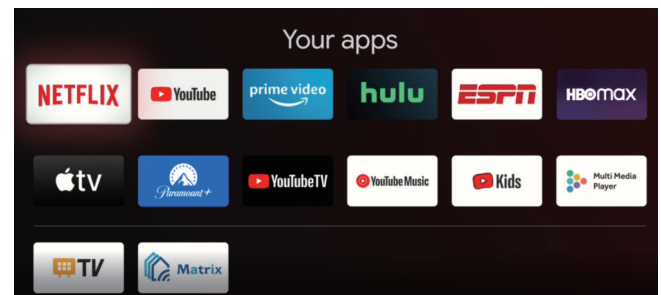 Your apps
NETFLIX
YouTube
prime video
hulu
ESPN
HBOMAX
tv
Paramount+
YouTubeTV
YouTube Music
Kids
Multi Media
Player
TV
Matrix